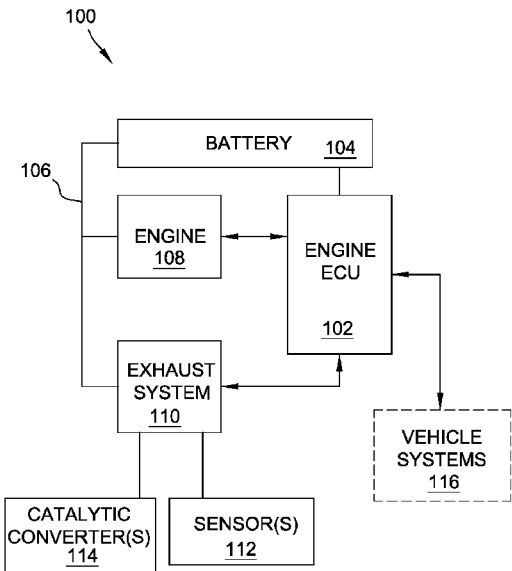 100
BATTERY 104
106
ENGINE
108
ENGINE
ECU
102
EXHAUST
SYSTEM
110
VEHICLE
SYSTEMS
116
CATALYTIC
CONVERTER(S)
114
SENSOR(S)
112